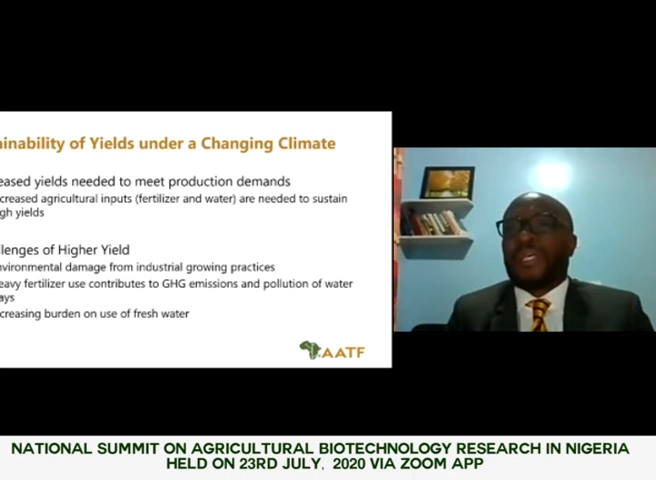 ainability of Yields under a Changing Climate
eased yields needed to meet production demands
creased agricultural inputs (fertilizer and water) are needed to sustain
gh yields
llenges of Higher Yield
nvironmental damage from industrial growing practices
eavy fertilizer use contributes to GHG emissions and pollution of water
ays
creasing burden on use of fresh water
AATF
NATIONAL SUMMIT ON AGRICULTURAL BIOTECHNOLOGY RESEARCH IN NIGERIA
HELD ON 23RD JULY, 2020 VIA ZOOM APP